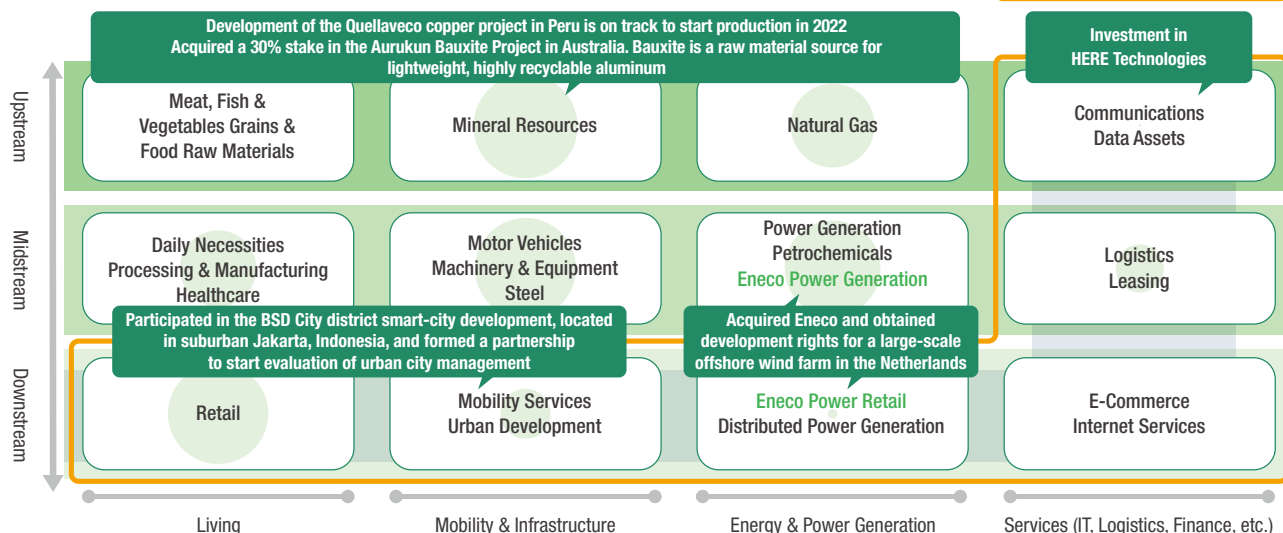 Development of the Quellaveco copper project in Peru is on track to start production in 2022
Acquired a 30% stake in the Aurukun Bauxite Project in Australia. Bauxite is a raw material source for
lightweight, highly recyclable aluminum
Investment in
HERE Technologies
Upstream
Meat, Fish &
Vegetables Grains &
Food Raw Materials
Mineral Resources
Natural Gas
Communications
Data Assets
Midstream
Daily Necessities
Processing & Manufacturing
Healthcare
Motor Vehicles
Machinery & Equipment
Steel
Power Generation
Petrochemicals
Eneco Power Generation
Logistics
Leasing
Participated in the BSD City district smart-city development, located
in suburban Jakarta, Indonesia, and formed a partnership
to start evaluation of urban city management
Acquired Eneco and obtained
development rights for a large-scale
offshore wind farm in the Netherlands
Downstream
Retail
Mobility Services
Urban Development
Eneco Power Retail
Distributed Power Generation
E-Commerce
Internet Services
Living
Mobility & Infrastructure
Energy & Power Generation
Services (IT, Logistics, Finance, etc.)